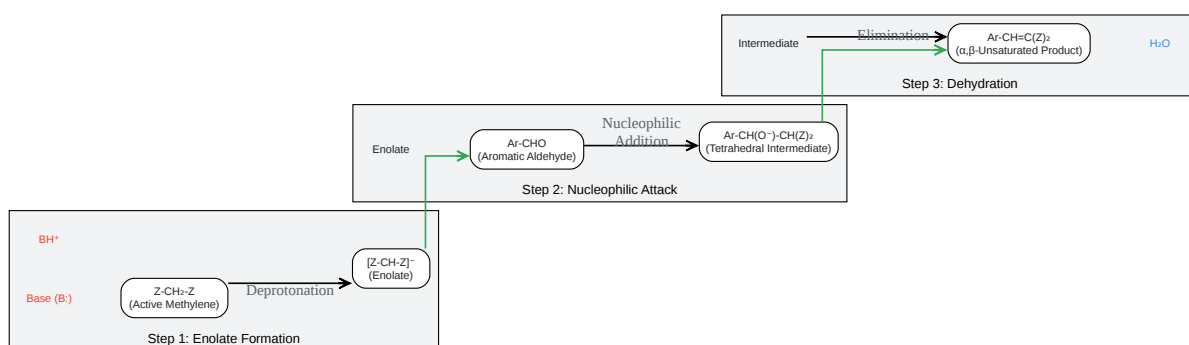 Intermediate
Elimination
Ar-CH=C(Z)₂
(α,β-Unsaturated Product)
H₂O
Step 3: Dehydration
Enolate
Ar-CHO
(Aromatic Aldehyde)
Nucleophilic
Addition
Ar-CH(O⁻)-CH(Z)₂
(Tetrahedral Intermediate)
Step 2: Nucleophilic Attack
BH⁺
Base (B:)
Z-CH₂-Z
(Active Methylene)
Deprotonation
[Z-CH-Z]⁻
(Enolate)
Step 1: Enolate Formation